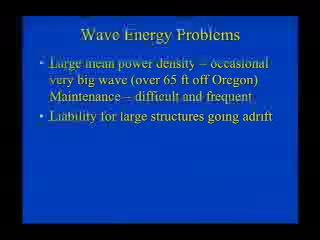 Wave Energy Problems
• Large mean power density – occasional
very big wave (over 65 ft off Oregon)
Maintenance – difficult and frequent
• Liability for large structures going adrift